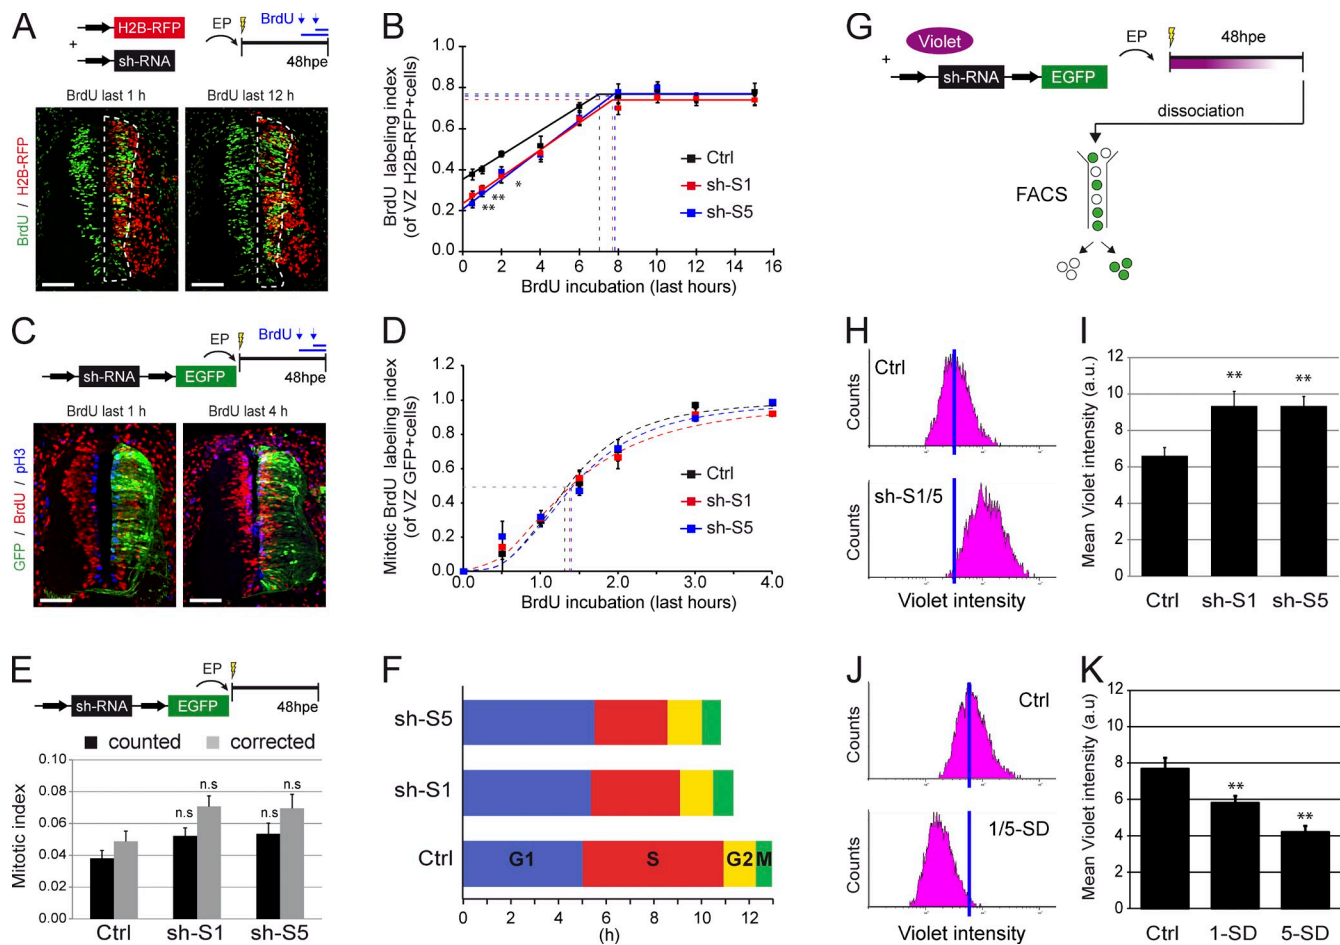 A
H2B-RFP
+
sh-RNA
EP
BrdU
48hpe
BrdU last 1 h
BrdU last 12 h
BrdU / H2B-RFP
B
BrdU labeling index
(of VZ H2B-RFP+cells)
1.0
0.8
0.6
0.4
0.2
0.0
**
**
*
Ctrl
sh-S1
sh-S5
0 2 4 6 8 10 12 14 16
BrdU incubation (last hours)
C
EP
BrdU
sh-RNA
EGFP
48hpe
BrdU last 1 h
BrdU last 4 h
GFP / BrdU / pH3
D
Mitotic BrdU labeling index
(of VZ GFP+cells)
1.2
1.0
0.8
0.6
0.4
0.2
0.0
Ctrl
sh-S1
sh-S5
0.0 1.0 2.0 3.0 4.0
BrdU incubation (last hours)
E
EP
sh-RNA
EGFP
48hpe
counted
corrected
Mitotic index
0.10
0.08
0.06
0.04
0.02
0.00
n.s
n.s
n.s
n.s
Ctrl sh-S1 sh-S5
F
sh-S5
sh-S1
Ctrl
G1 S G2 M
0 2 4 6 8 10 12
(h)
G
Violet
+
sh-RNA
EGFP
EP
48hpe
dissociation
FACS
H
Ctrl
Counts
sh-S1/5
Counts
Violet intensity
I
Mean Violet intensity (a.u.)
12
10
8
6
4
2
0
** **
Ctrl sh-S1 sh-S5
J
Ctrl
Counts
1/5-SD
Counts
Violet intensity
K
Mean Violet intensity (a.u)
12
10
8
6
4
2
0
**
**
Ctrl 1-SD 5-SD